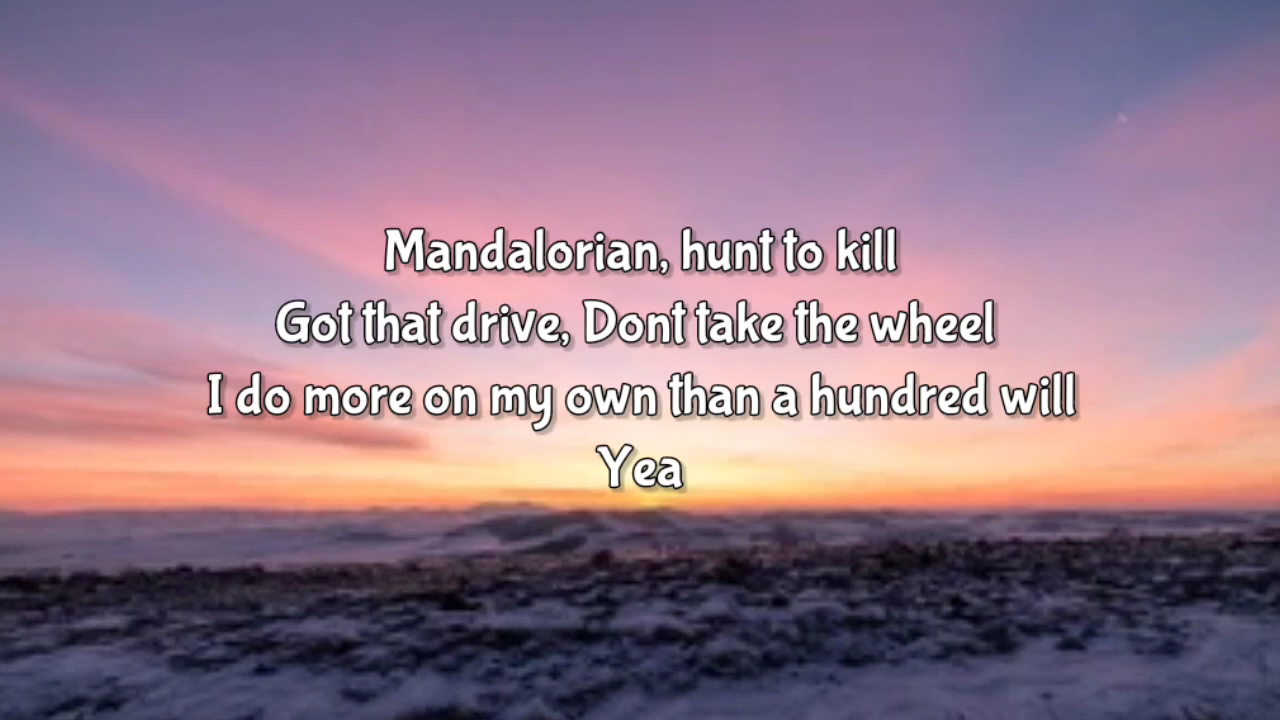 Mandalorian, hunt to kill
Got that drive, Dont take the wheel
I do more on my own than a hundred will
Yea